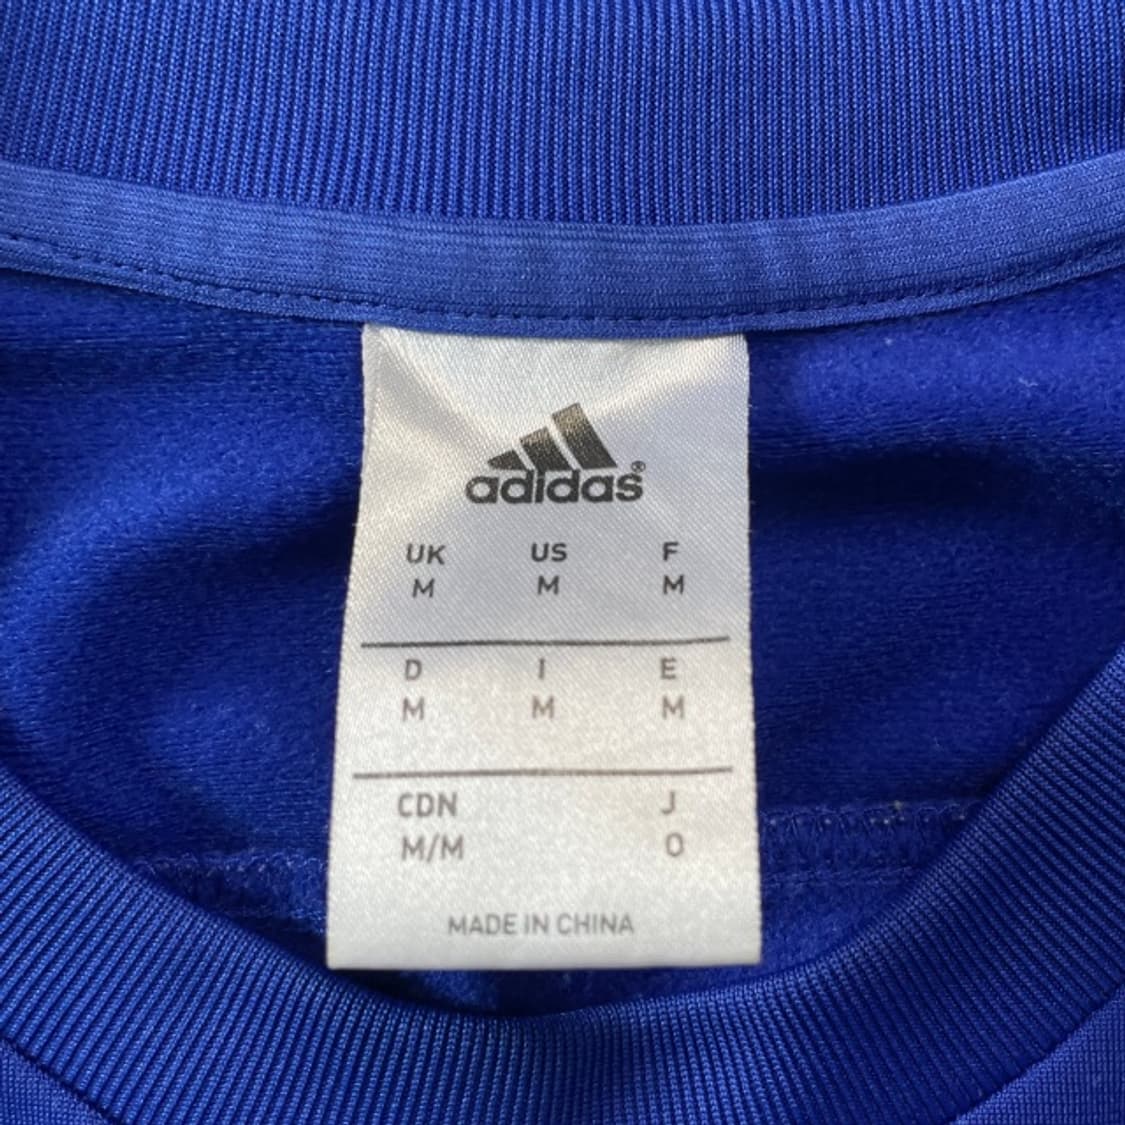 adidas®
UK US F
M M M
D I E
M M M
CDN J
M/M O
MADE IN CHINA